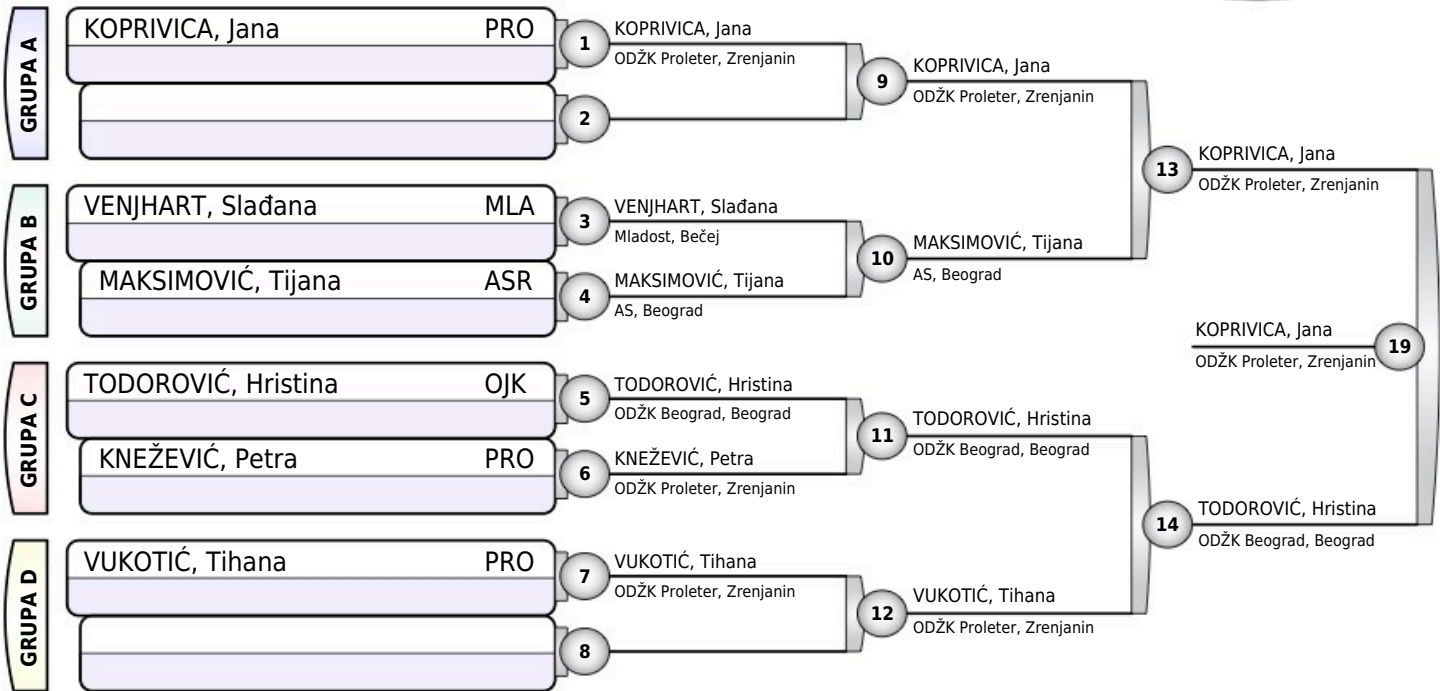 GRUPA A
KOPRIVICA, Jana PRO
1
KOPRIVICA, Jana
ODŽK Proleter, Zrenjanin
2
9
KOPRIVICA, Jana
ODŽK Proleter, Zrenjanin
GRUPA B
VENJHART, Slađana MLA
MAKSIMOVIĆ, Tijana ASR
3
VENJHART, Slađana
Mladost, Bečej
4
MAKSIMOVIĆ, Tijana
AS, Beograd
10
MAKSIMOVIĆ, Tijana
AS, Beograd
13
KOPRIVICA, Jana
ODŽK Proleter, Zrenjanin
GRUPA C
TODOROVIĆ, Hristina OJK
KNEŽEVIĆ, Petra PRO
5
TODOROVIĆ, Hristina
ODŽK Beograd, Beograd
6
KNEŽEVIĆ, Petra
ODŽK Proleter, Zrenjanin
11
TODOROVIĆ, Hristina
ODŽK Beograd, Beograd
GRUPA D
VUKOTIĆ, Tihana PRO
7
VUKOTIĆ, Tihana
ODŽK Proleter, Zrenjanin
8
12
VUKOTIĆ, Tihana
ODŽK Proleter, Zrenjanin
14
TODOROVIĆ, Hristina
ODŽK Beograd, Beograd
KOPRIVICA, Jana
ODŽK Proleter, Zrenjanin
19